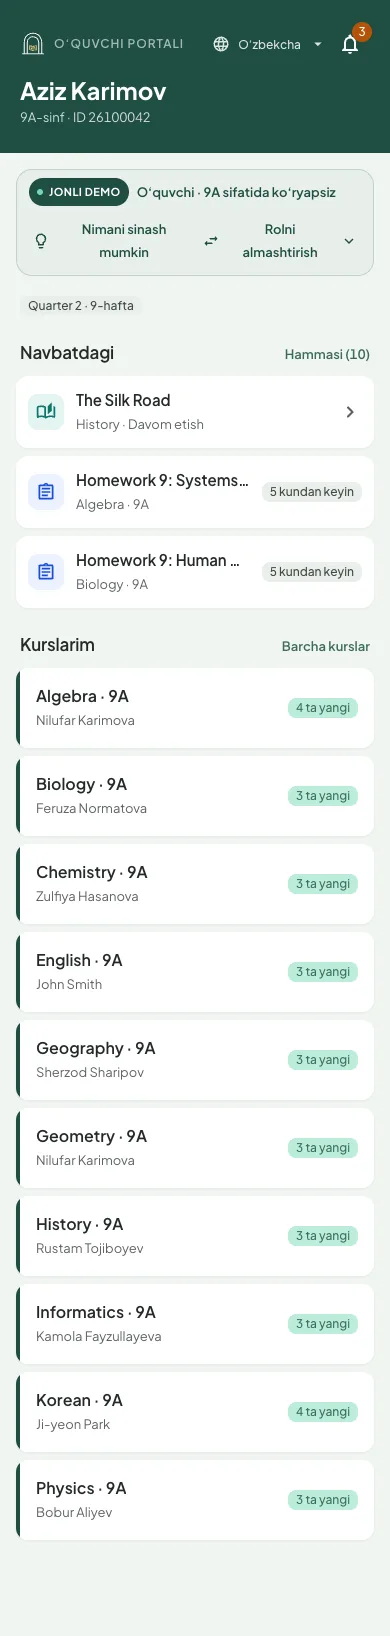 OʻQUVCHI PORTALI
Oʻzbekcha
3
Aziz Karimov
9A-sinf · ID 26100042
JONLI DEMO
Oʻquvchi · 9A sifatida koʻryapsiz
Nimani sinash
mumkin
Rolni
almashtirish
Quarter 2 · 9-hafta
Navbatdagi
Hammasi (10)
The Silk Road
History · Davom etish
Homework 9: Systems...
Algebra · 9A
5 kundan keyin
Homework 9: Human ...
Biology · 9A
5 kundan keyin
Kurslarim
Barcha kurslar
Algebra · 9A
Nilufar Karimova
4 ta yangi
Biology · 9A
Feruza Normatova
3 ta yangi
Chemistry · 9A
Zulfiya Hasanova
3 ta yangi
English · 9A
John Smith
3 ta yangi
Geography · 9A
Sherzod Sharipov
3 ta yangi
Geometry · 9A
Nilufar Karimova
3 ta yangi
History · 9A
Rustam Tojiboyev
3 ta yangi
Informatics · 9A
Kamola Fayzullayeva
3 ta yangi
Korean · 9A
Ji-yeon Park
4 ta yangi
Physics · 9A
Bobur Aliyev
3 ta yangi